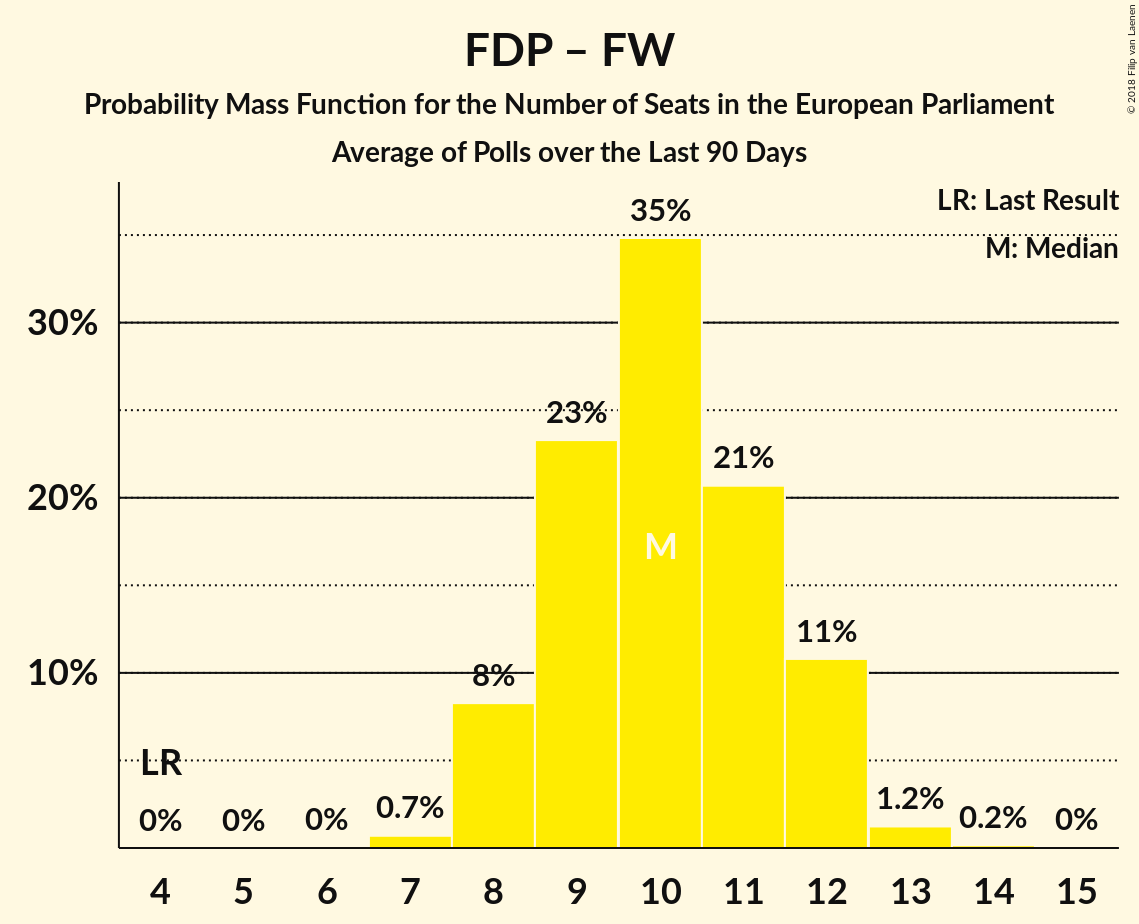 FDP – FW
Probability Mass Function for the Number of Seats in the European Parliament
Average of Polls over the Last 90 Days
© 2018 Filip van Laenen
LR: Last Result
M: Median
35%
30%
23%
21%
20%
M
11%
10%
8%
LR
0%
0%
0%
0.7%
1.2%
0.2%
0%
4 5 6 7 8 9 10 11 12 13 14 15